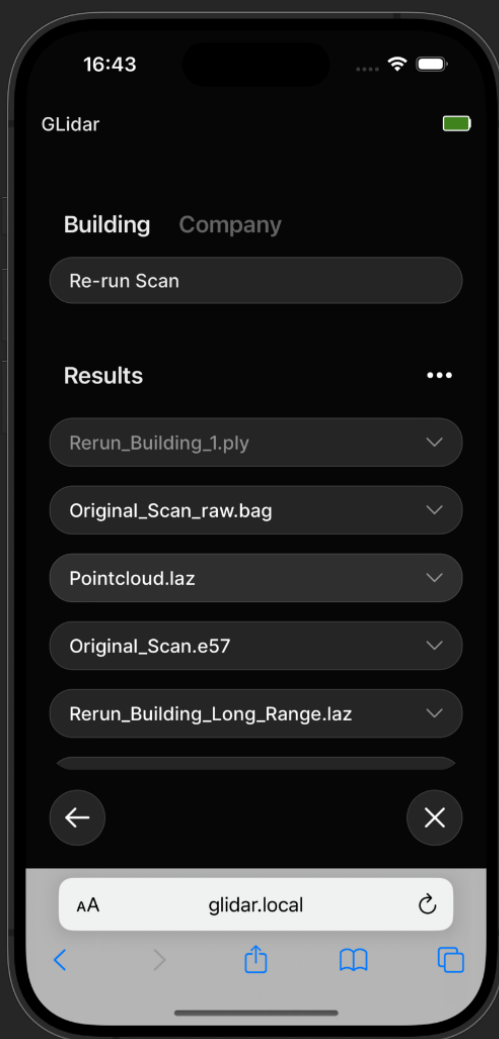 16:43
GLidar
Building Company
Re-run Scan
Results
Rerun_Building_1.ply
Original_Scan_raw.bag
Pointcloud.laz
Original_Scan.e57
Rerun_Building_Long_Range.laz
AA glidar.local